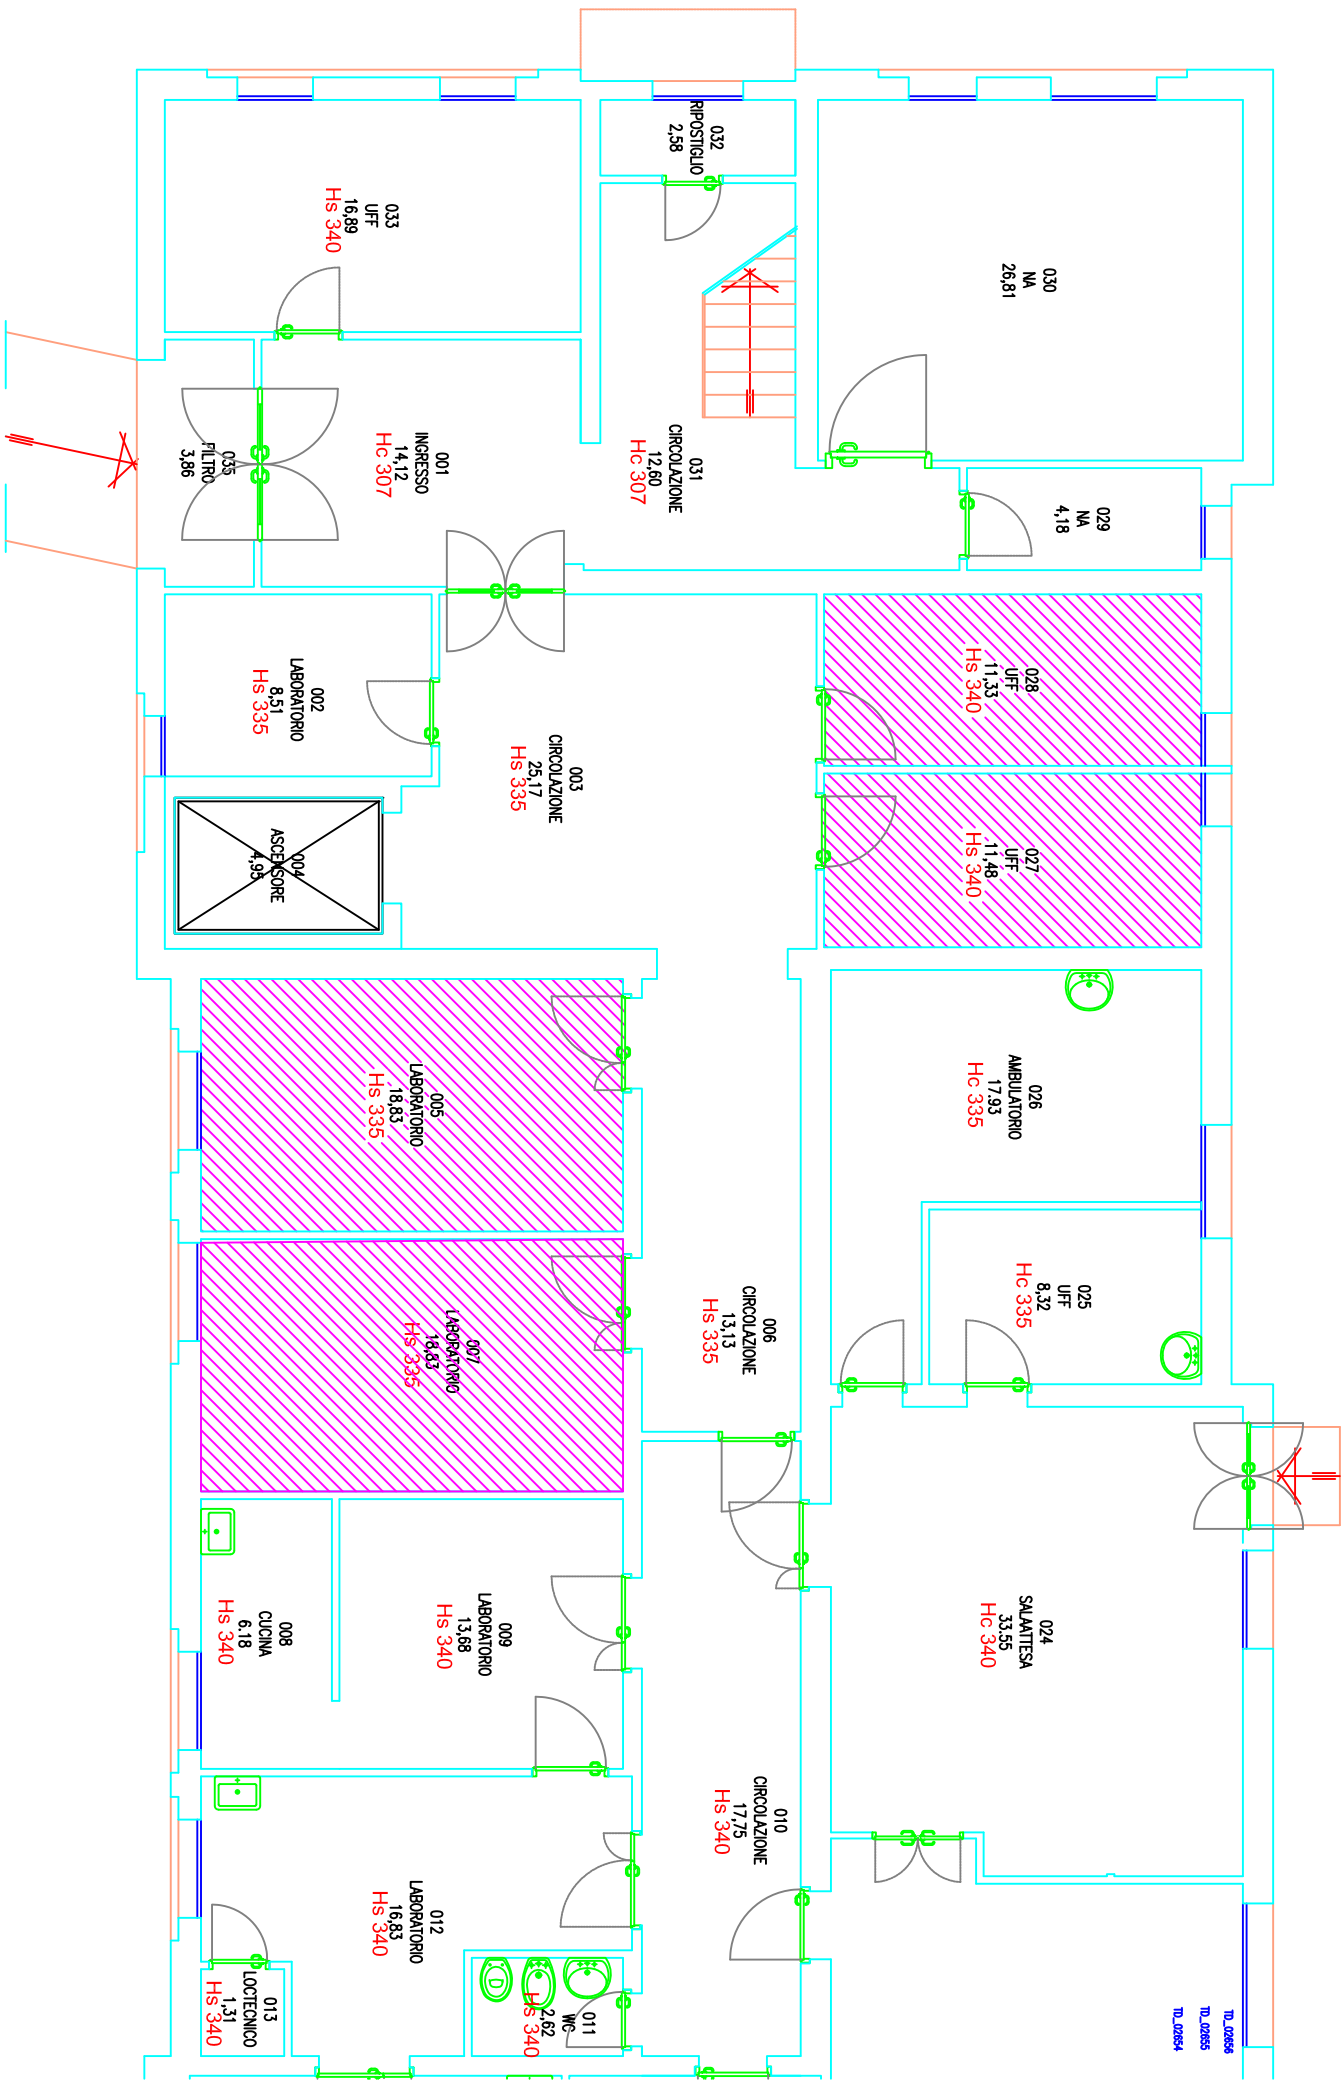 032
RIPOSTIGLIO
2,58
033
UFF
16,89
Hs 340
030
NA
26,81
035
FILTRO
3,86
001
INGRESSO
14,12
Hc 307
031
CIRCOLAZIONE
12,60
Hc 307
029
NA
4,18
002
LABORATORIO
8,51
Hs 335
003
CIRCOLAZIONE
25,17
Hs 335
028
UFF
11,33
Hs 340
027
UFF
11,48
Hs 340
004
ASCENSORE
4,95
005
LABORATORIO
18,83
Hs 335
026
AMBULATORIO
17.93
Hc 335
025
UFF
8,32
Hc 335
006
CIRCOLAZIONE
13,13
Hs 335
007
LABORATORIO
18,83
Hs 335
008
CUCINA
6.18
Hs 340
009
LABORATORIO
13,68
Hs 340
024
SALAATTESA
33.55
Hc 340
010
CIRCOLAZIONE
17,75
Hs 340
012
LABORATORIO
16,83
Hs 340
013
LOCTECNICO
1,31
Hs 340
011
WC
2,62
Hs 340
TD_02656
TD_02655
TD_02654